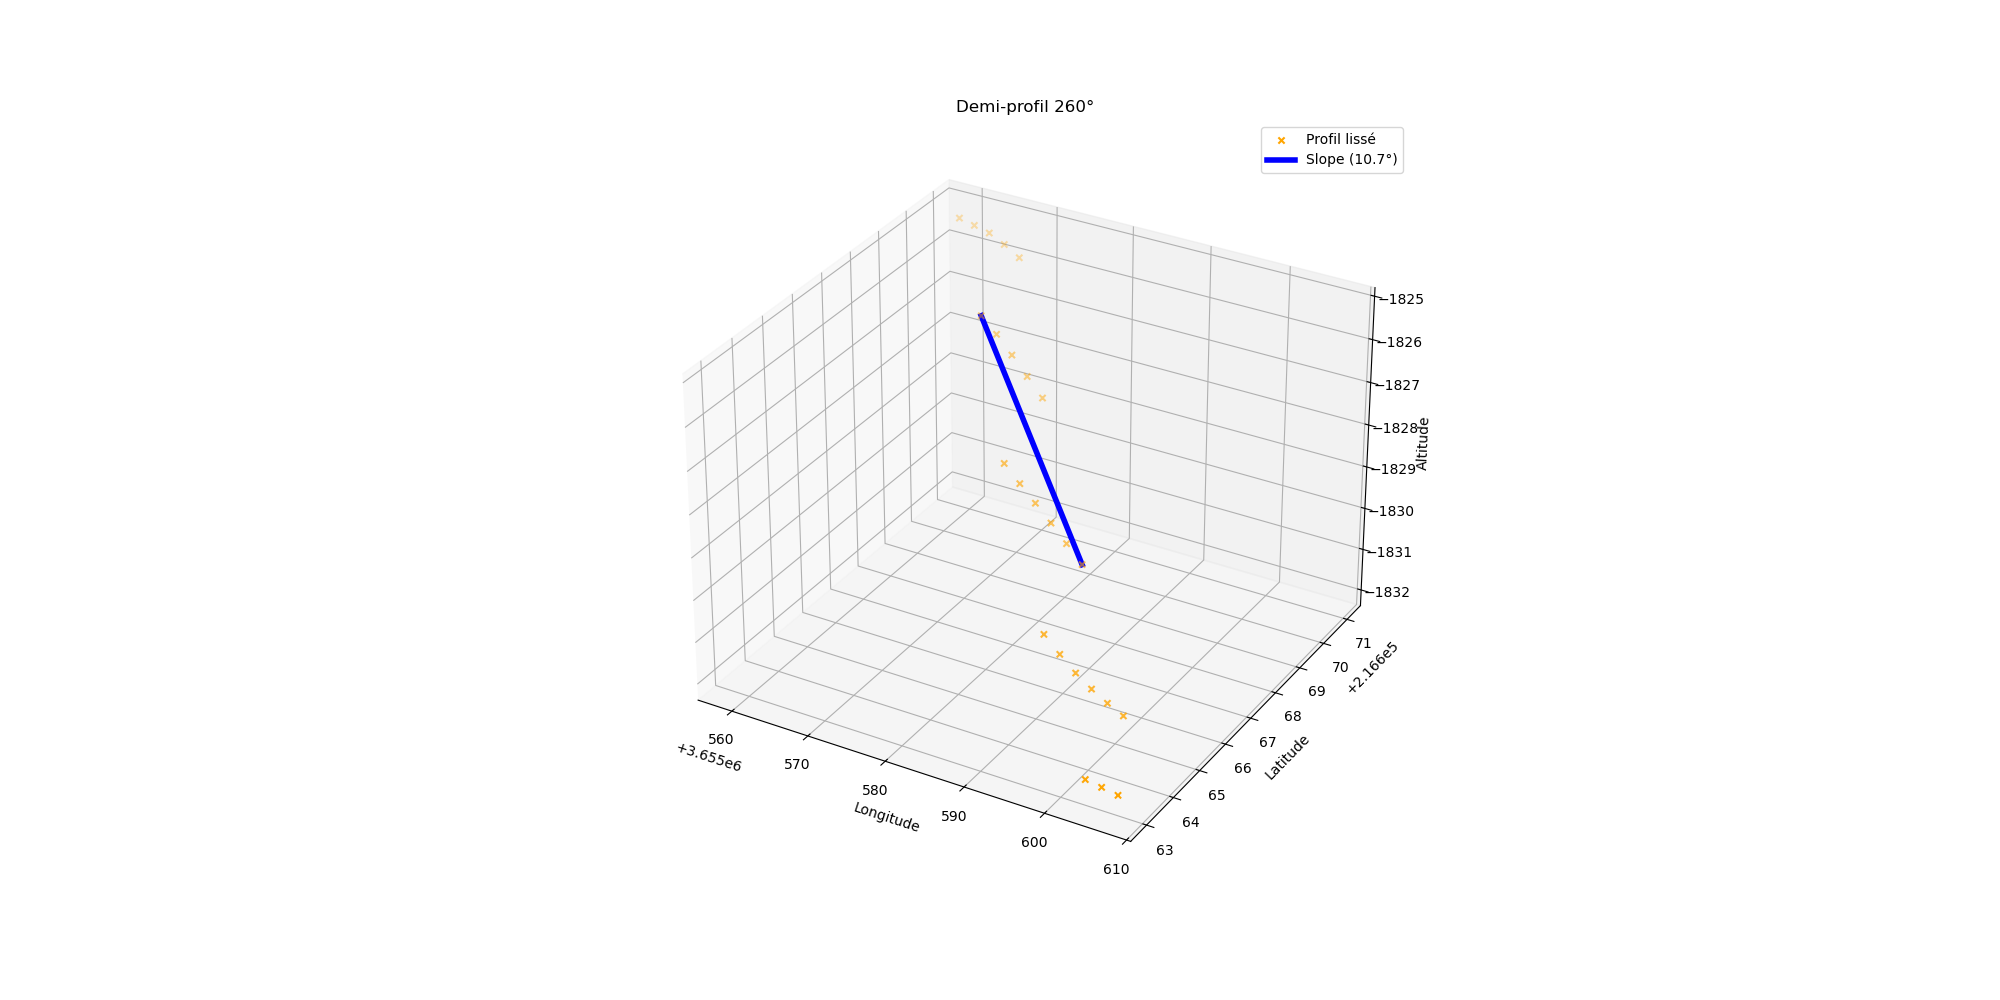 Demi-profil 260°
Profil lissé
Slope (10.7°)
−1825
−1826
−1827
−1828
−1829
−1830
−1831
−1832
Altitude
71
70
69
68
67
66
65
64
63
+2.166e5
Latitude
560
570
580
590
600
610
+3.655e6
Longitude